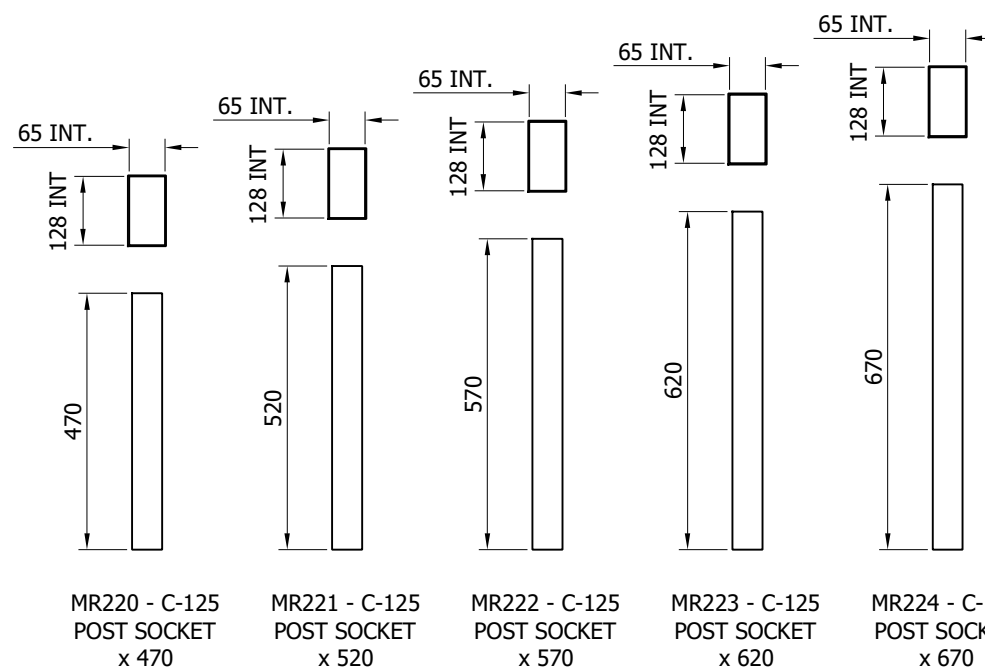 65 INT.
128 INT
470
MR220 - C-125
POST SOCKET
x 470
65 INT.
128 INT
520
MR221 - C-125
POST SOCKET
x 520
65 INT.
128 INT
570
MR222 - C-125
POST SOCKET
x 570
65 INT.
128 INT
620
MR223 - C-125
POST SOCKET
x 620
65 INT.
128 INT
670
MR224 - C-
POST SOCK
x 670